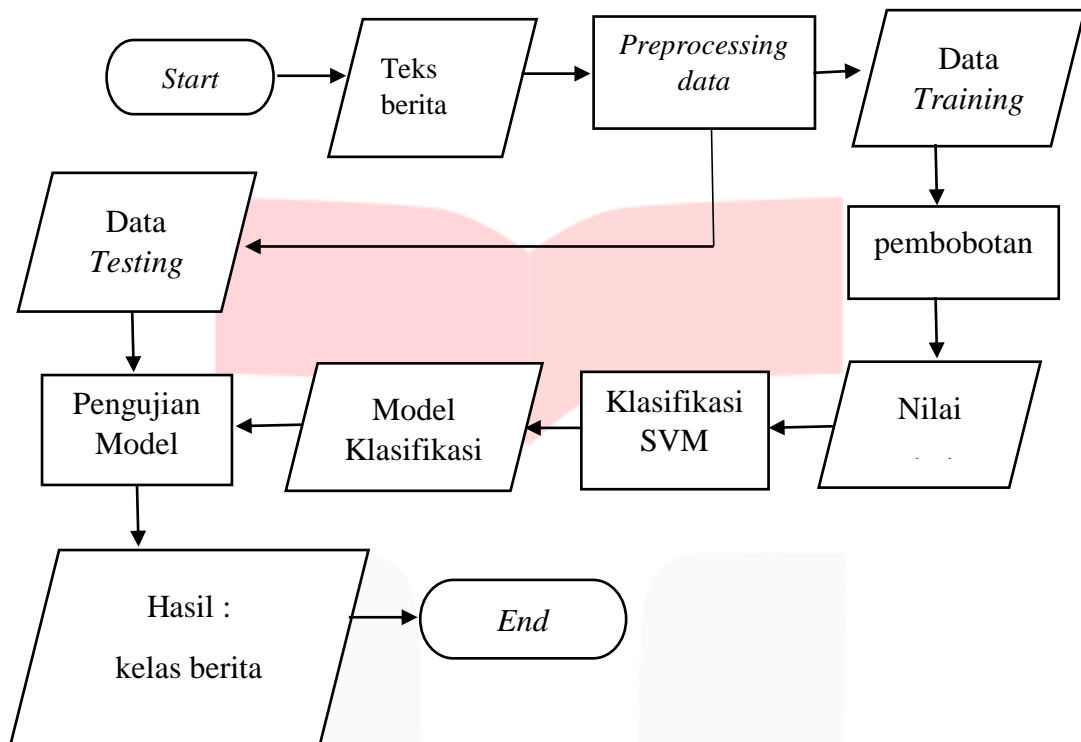 Start
Teks
berita
Preprocessing
data
Data
Training
Data
Testing
pembobotan
Pengujian
Model
Model
Klasifikasi
Klasifikasi
SVM
Nilai
Hasil :
kelas berita
End